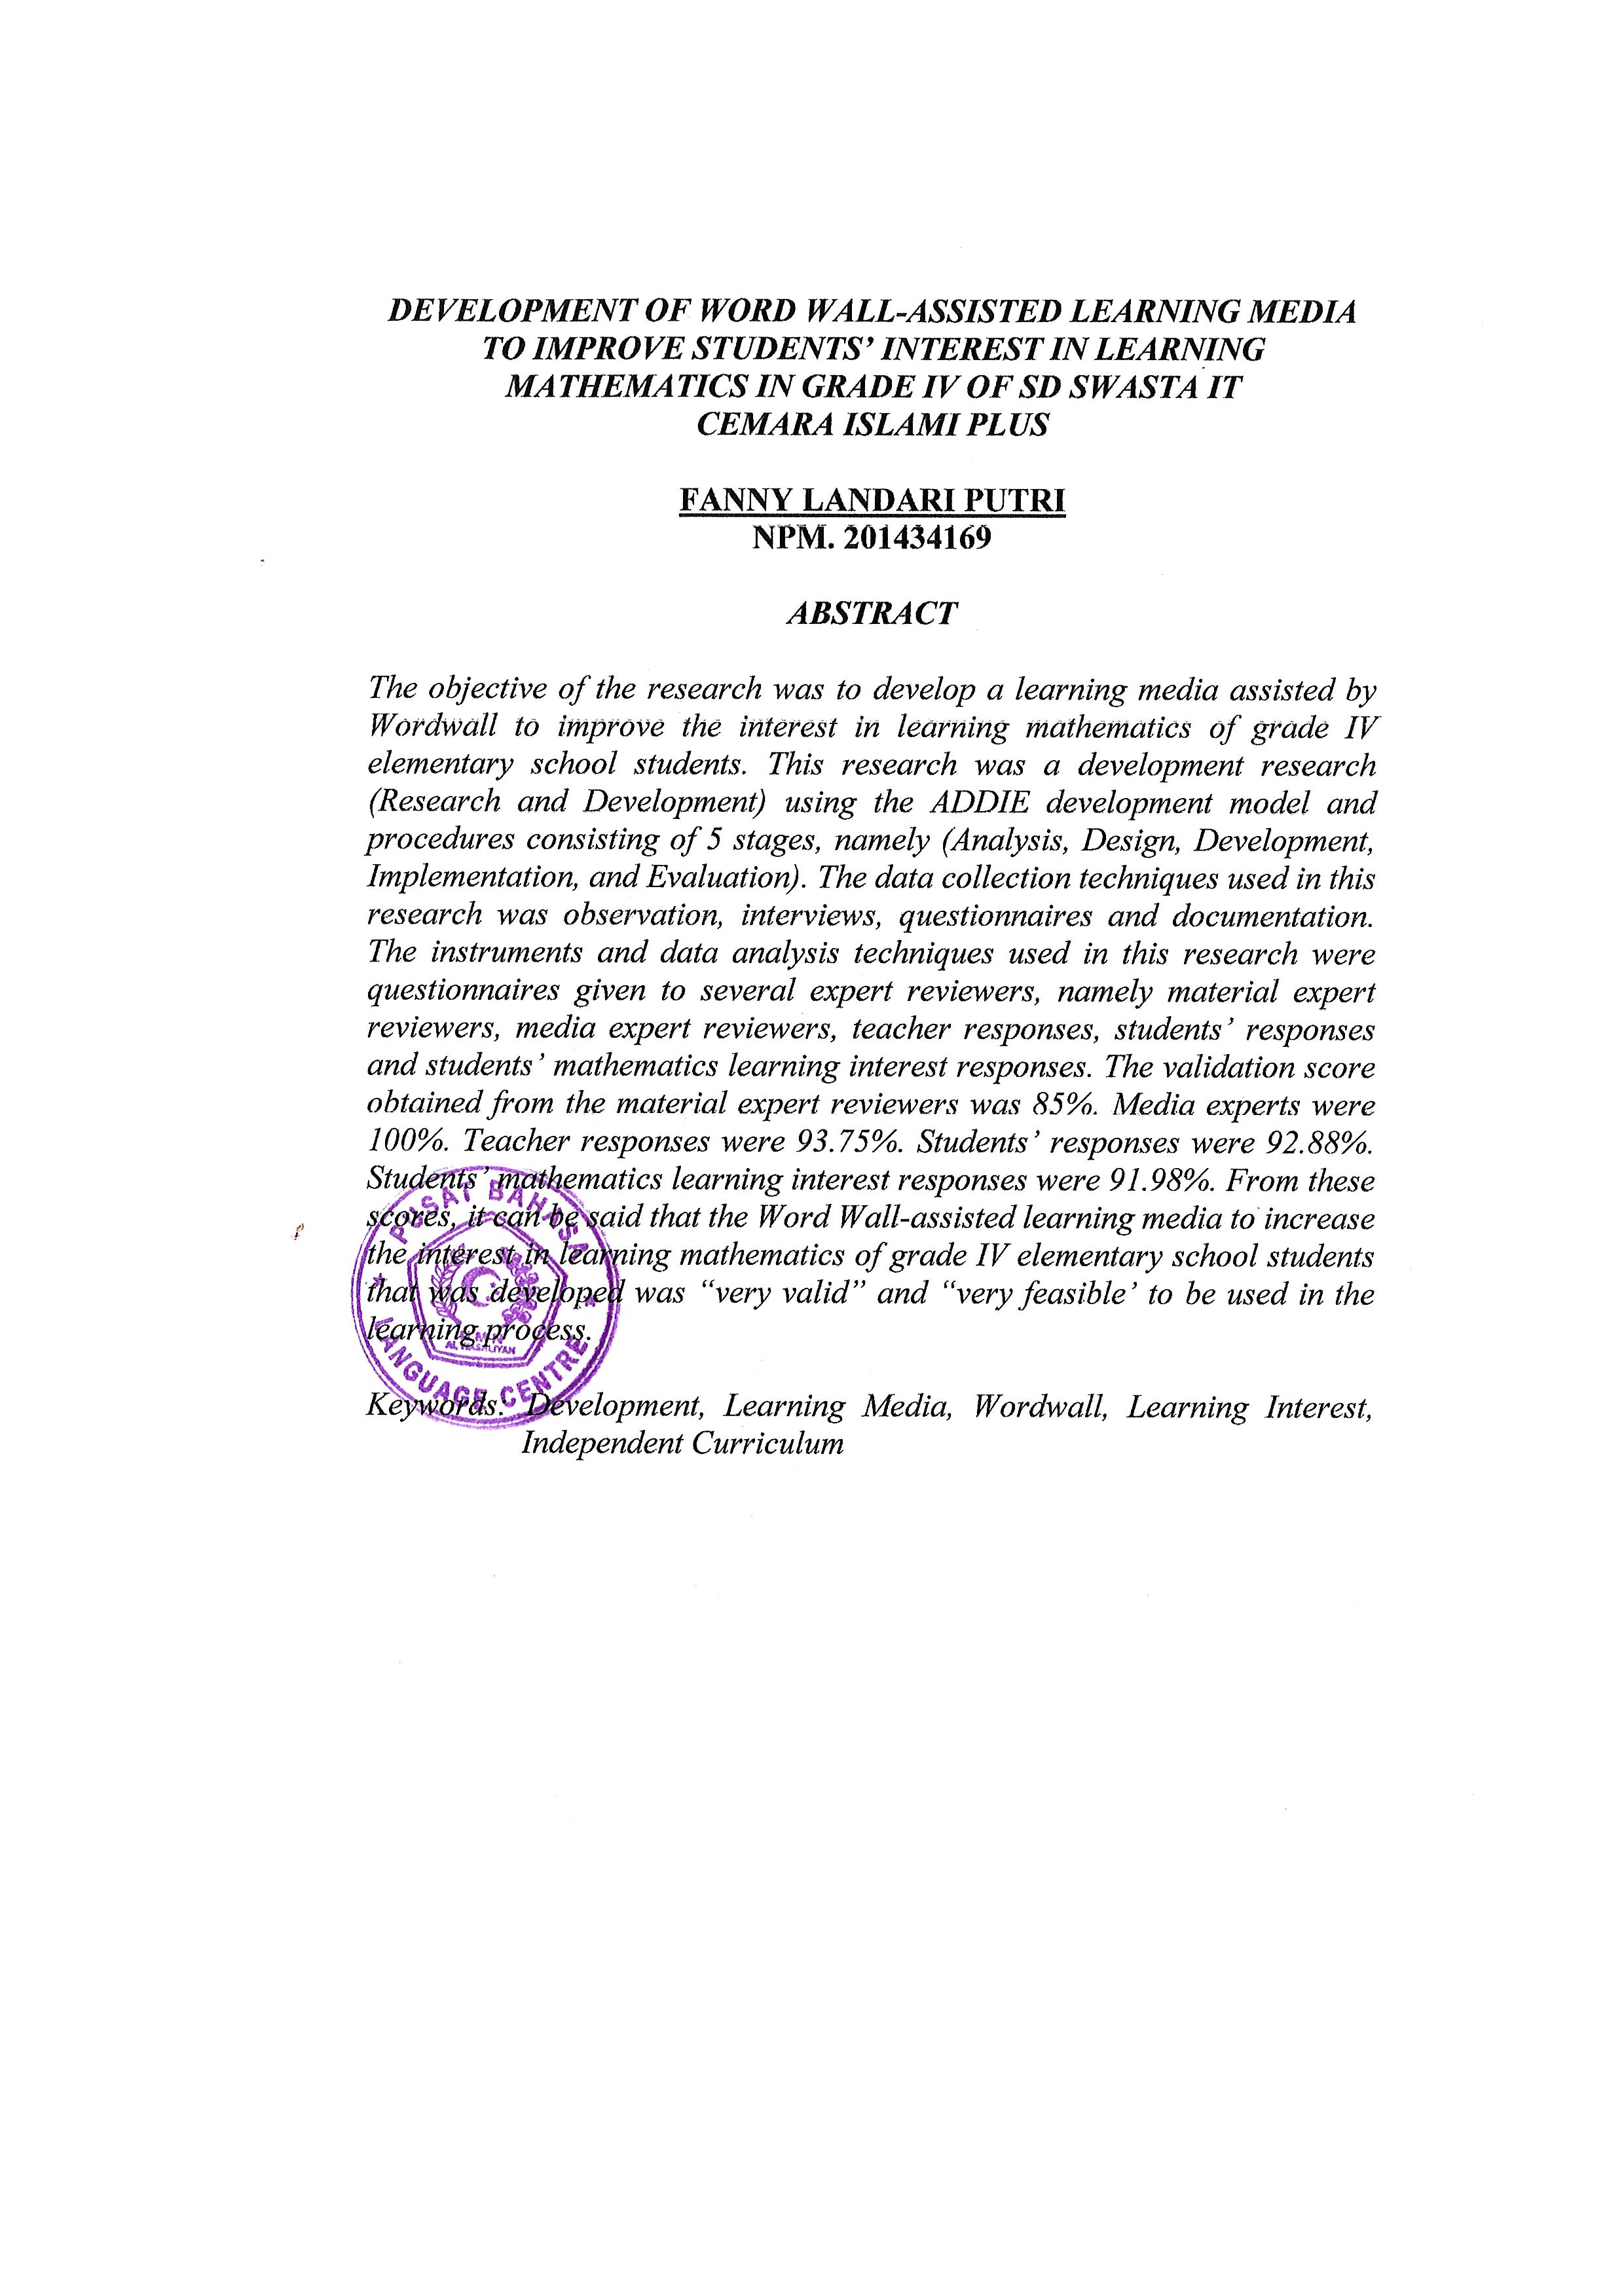 DEVELOPMENT OF WORD WALL-ASSISTED LEARNING MEDIA
TO IMPROVE STUDENTS' INTEREST IN LEARNING
MATHEMATICS IN GRADE IV OF SD SWASTA IT
CEMARA ISLAMI PLUS
FANNY LANDARI PUTRI
NPM. 201434169
ABSTRACT
The objective of the research was to develop a learning media assisted by
Wordwall to improve the interest in learning mathematics of grade IV
elementary school students. This research was a development research
(Research and Development) using the ADDIE development model and
procedures consisting of 5 stages, namely (Analysis, Design, Development,
Implementation, and Evaluation). The data collection techniques used in this
research was observation, interviews, questionnaires and documentation.
The instruments and data analysis techniques used in this research were
questionnaires given to several expert reviewers, namely material expert
reviewers, media expert reviewers, teacher responses, students' responses
and students' mathematics learning interest responses. The validation score
obtained from the material expert reviewers was 85%. Media experts were
100%. Teacher responses were 93.75%. Students' responses were 92.88%.
Students' mathematics learning interest responses were 91.98%. From these
scores, it can be said that the Word Wall-assisted learning media to increase
the interest in learning mathematics of grade IV elementary school students
that was developed was "very valid" and "very feasible' to be used in the
learning process.
Keywords: Development, Learning Media, Wordwall, Learning Interest,
Independent Curriculum
PUSAT BAHASA
LANGUAGE CENTRE